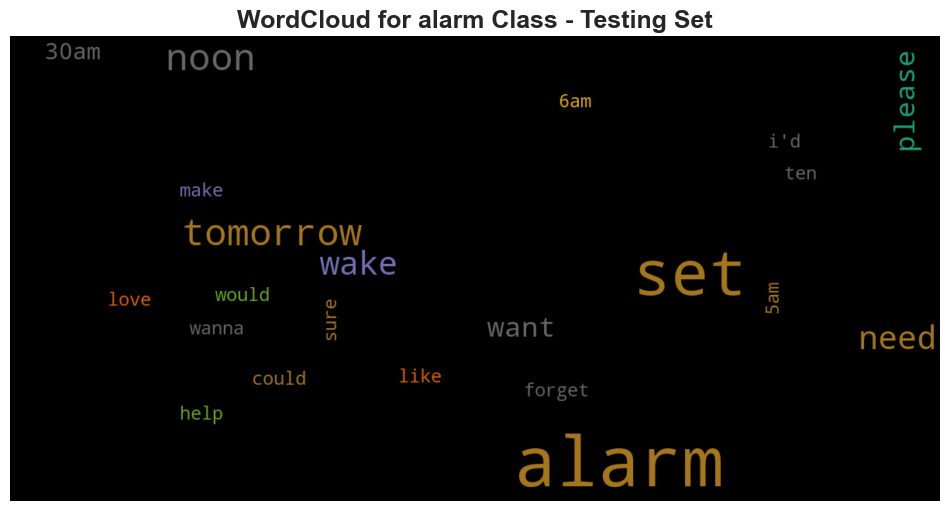 WordCloud for alarm Class - Testing Set
30am
noon
please
6am
i'd
ten
make
tomorrow
wake
set
love
would
sure
5am
wanna
want
need
could
like
forget
help
alarm